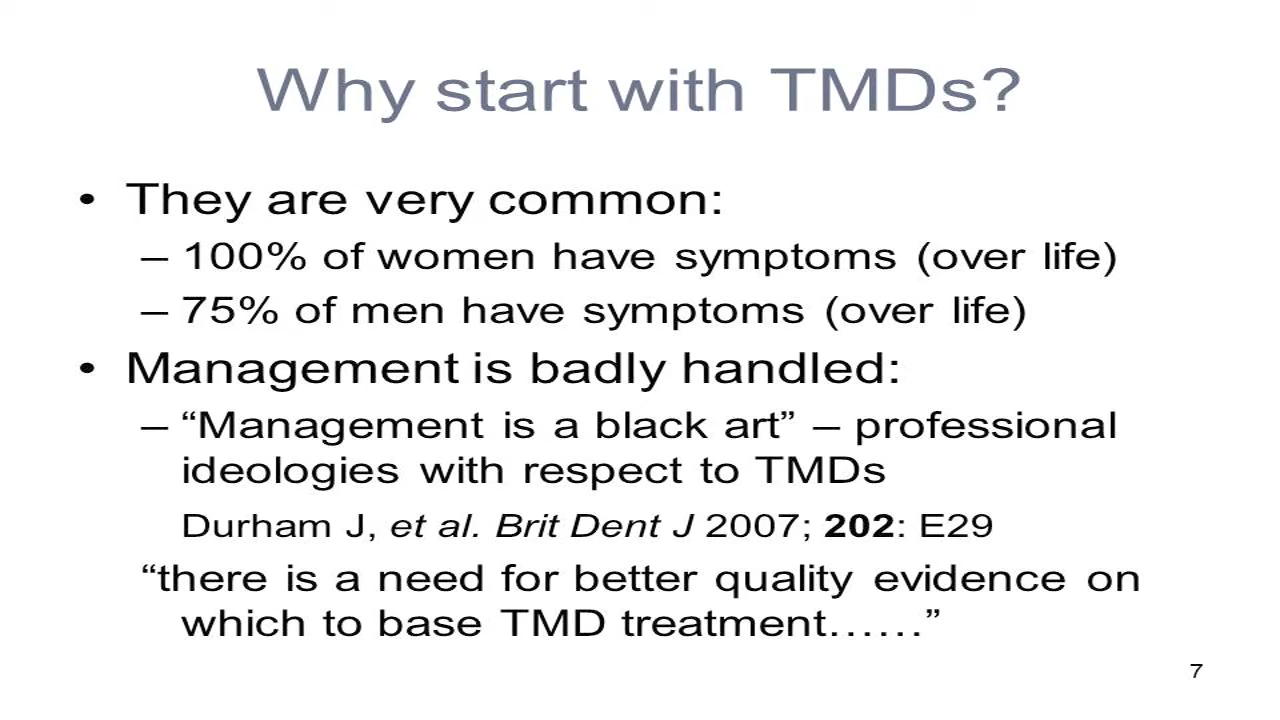 Why start with TMDs?
• They are very common:
– 100% of women have symptoms (over life)
– 75% of men have symptoms (over life)
• Management is badly handled:
– “Management is a black art” – professional
ideologies with respect to TMDs
Durham J, et al. Brit Dent J 2007; 202: E29
“there is a need for better quality evidence on
which to base TMD treatment……”
7